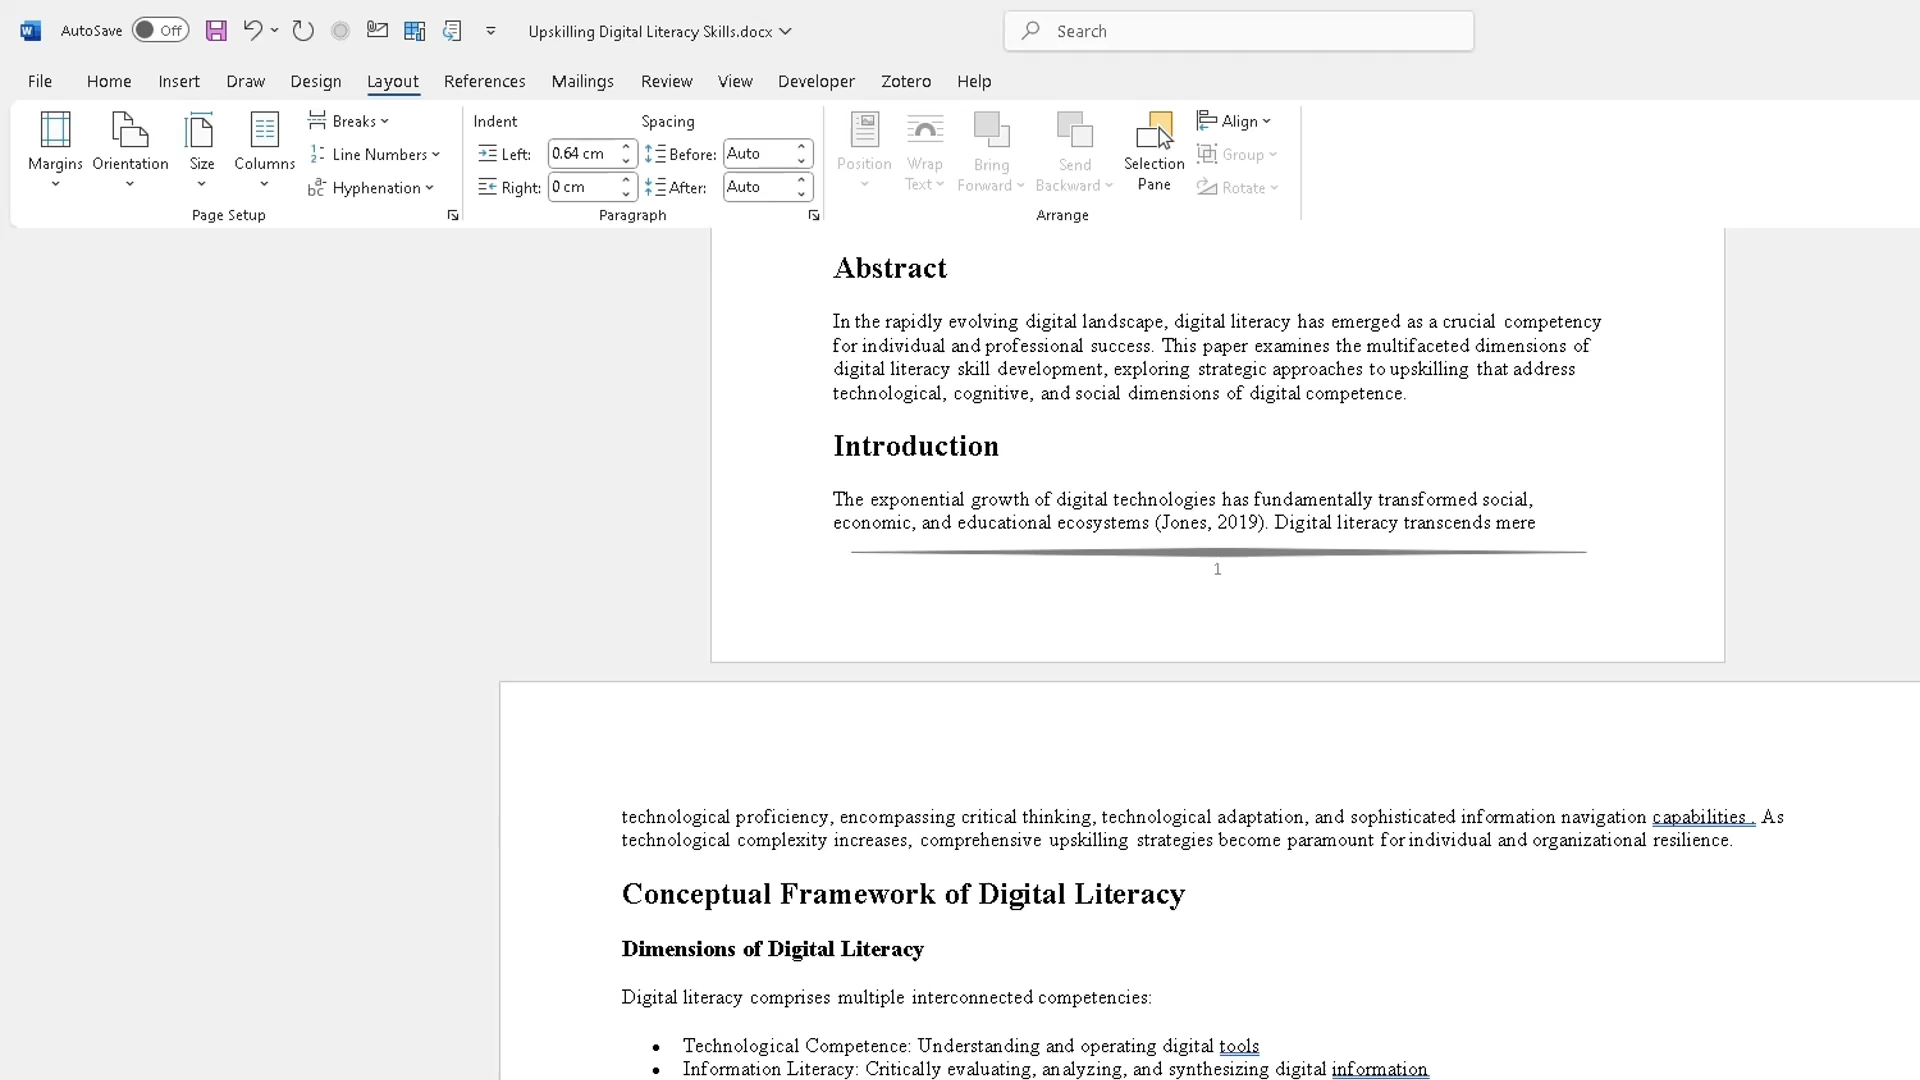 AutoSave Off Upskilling Digital Literacy Skills.docx Search
File Home Insert Draw Design Layout References Mailings Review View Developer Zotero Help
Margins Orientation Size Columns
Breaks
Line Numbers
Hyphenation
Page Setup
Indent Spacing
Left: 0.64 cm Before: Auto
Right: 0 cm After: Auto
Paragraph
Position
Wrap
Text
Bring
Forward
Send
Backward
Selection
Pane
Align
Group
Rotate
Arrange
Abstract
In the rapidly evolving digital landscape, digital literacy has emerged as a crucial competency
for individual and professional success. This paper examines the multifaceted dimensions of
digital literacy skill development, exploring strategic approaches to upskilling that address
technological, cognitive, and social dimensions of digital competence.
Introduction
The exponential growth of digital technologies has fundamentally transformed social,
economic, and educational ecosystems (Jones, 2019). Digital literacy transcends mere
1
technological proficiency, encompassing critical thinking, technological adaptation, and sophisticated information navigation capabilities . As
technological complexity increases, comprehensive upskilling strategies become paramount for individual and organizational resilience.
Conceptual Framework of Digital Literacy
Dimensions of Digital Literacy
Digital literacy comprises multiple interconnected competencies:
• Technological Competence: Understanding and operating digital tools
• Information Literacy: Critically evaluating, analyzing, and synthesizing digital information